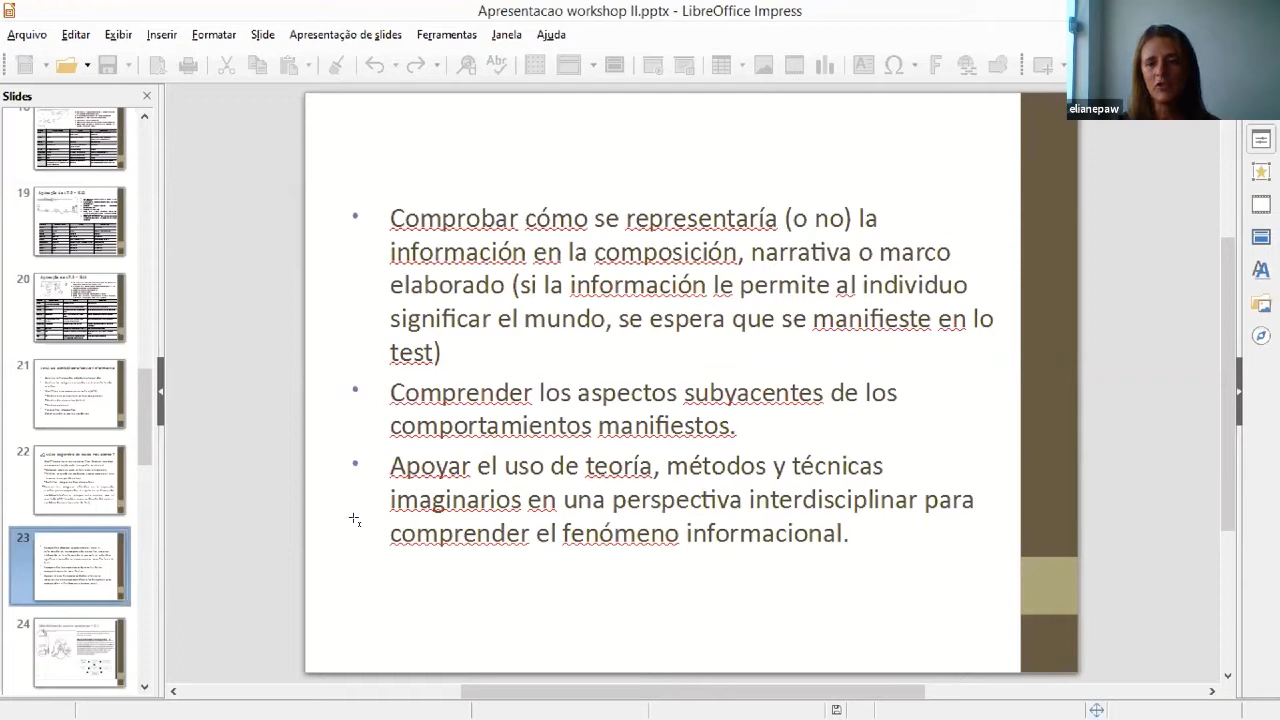 Apresentacao workshop II.pptx - LibreOffice Impress
Arquivo Editar Exibir Inserir Formatar Slide Apresentação de slides Ferramentas Janela Ajuda
elianepaw
Slides
19
20
21
22
23
24
Comprobar cómo se representaría (o no) la
información en la composición, narrativa o marco
elaborado (si la información le permite al individuo
significar el mundo, se espera que se manifieste en lo
test)
Comprender los aspectos subyacentes de los
comportamientos manifiestos.
Apoyar el uso de teoría, métodos y técnicas
imaginarios en una perspectiva interdisciplinar para
comprender el fenómeno informacional.